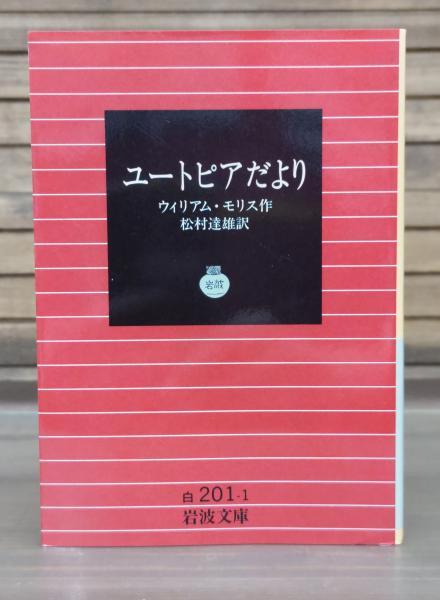 ユートピアだより
ウィリアム・モリス作
松村達雄訳
岩波
白 201-1
岩波文庫